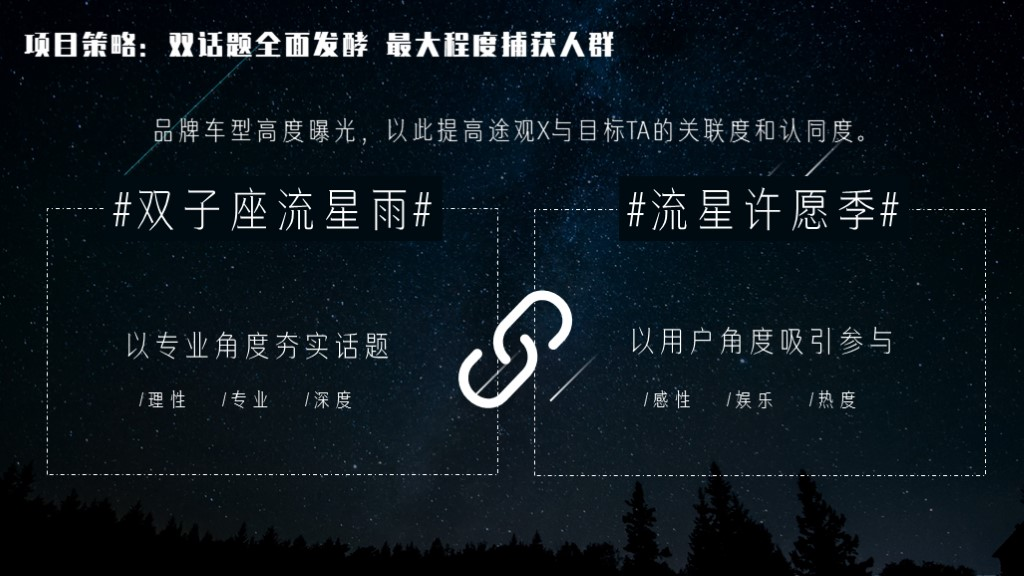 项目策略：双话题全面发酵 最大程度捕获人群
品牌车型高度曝光，以此提高途观X与目标TA的关联度和认同度。
#双子座流星雨#
以专业角度夯实话题
/理性 /专业 /深度
#流星许愿季#
以用户角度吸引参与
/感性 /娱乐 /热度